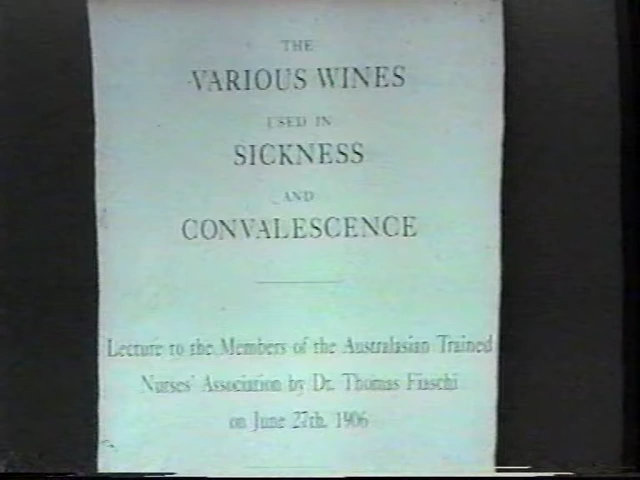 THE
VARIOUS WINES
USED IN
SICKNESS
AND
CONVALESCENCE
Lecture to the Members of the Australasian Trained
Nurses' Association by Dr. Thomas Fiaschi
on June 27th, 1906